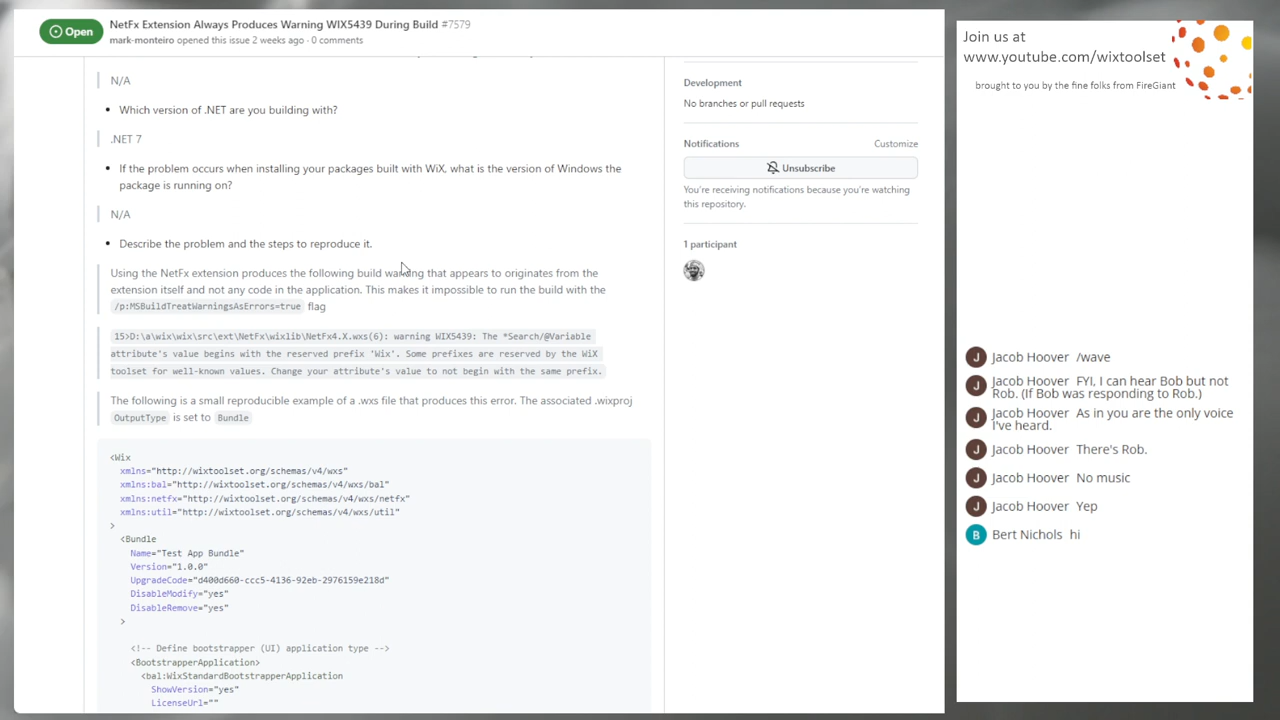 Open
NetFx Extension Always Produces Warning WIX5439 During Build #7579
mark-monteiro opened this issue 2 weeks ago · 0 comments
N/A
• Which version of .NET are you building with?
.NET 7
• If the problem occurs when installing your packages built with WiX, what is the version of Windows the
package is running on?
N/A
• Describe the problem and the steps to reproduce it.
Using the NetFx extension produces the following build warning that appears to originates from the
extension itself and not any code in the application. This makes it impossible to run the build with the
/p:MSBuildTreatWarningsAsErrors=true flag
15>D:\a\wix\wix\src\ext\NetFx\wixlib\NetFx4.X.wxs(6): warning WIX5439: The *Search/@Variable
attribute's value begins with the reserved prefix 'Wix'. Some prefixes are reserved by the WiX
toolset for well-known values. Change your attribute's value to not begin with the same prefix.
The following is a small reproducible example of a .wxs file that produces this error. The associated .wixproj
OutputType is set to Bundle
<Wix
xmlns="http://wixtoolset.org/schemas/v4/wxs"
xmlns:bal="http://wixtoolset.org/schemas/v4/wxs/bal"
xmlns:netfx="http://wixtoolset.org/schemas/v4/wxs/netfx"
xmlns:util="http://wixtoolset.org/schemas/v4/wxs/util"
>
<Bundle
Name="Test App Bundle"
Version="1.0.0"
UpgradeCode="d400d660-ccc5-4136-92eb-2976159e218d"
DisableModify="yes"
DisableRemove="yes"
>
<!-- Define bootstrapper (UI) application type -->
<BootstrapperApplication>
<bal:WixStandardBootstrapperApplication
ShowVersion="yes"
LicenseUrl=""
Development
No branches or pull requests
Notifications
Customize
Unsubscribe
You're receiving notifications because you're watching
this repository.
1 participant
Join us at
www.youtube.com/wixtoolset
brought to you by the fine folks from FireGiant
J Jacob Hoover /wave
J Jacob Hoover FYI, I can hear Bob but not
Rob. (If Bob was responding to Rob.)
J Jacob Hoover As in you are the only voice
I've heard.
J Jacob Hoover There's Rob.
J Jacob Hoover No music
J Jacob Hoover Yep
B Bert Nichols hi